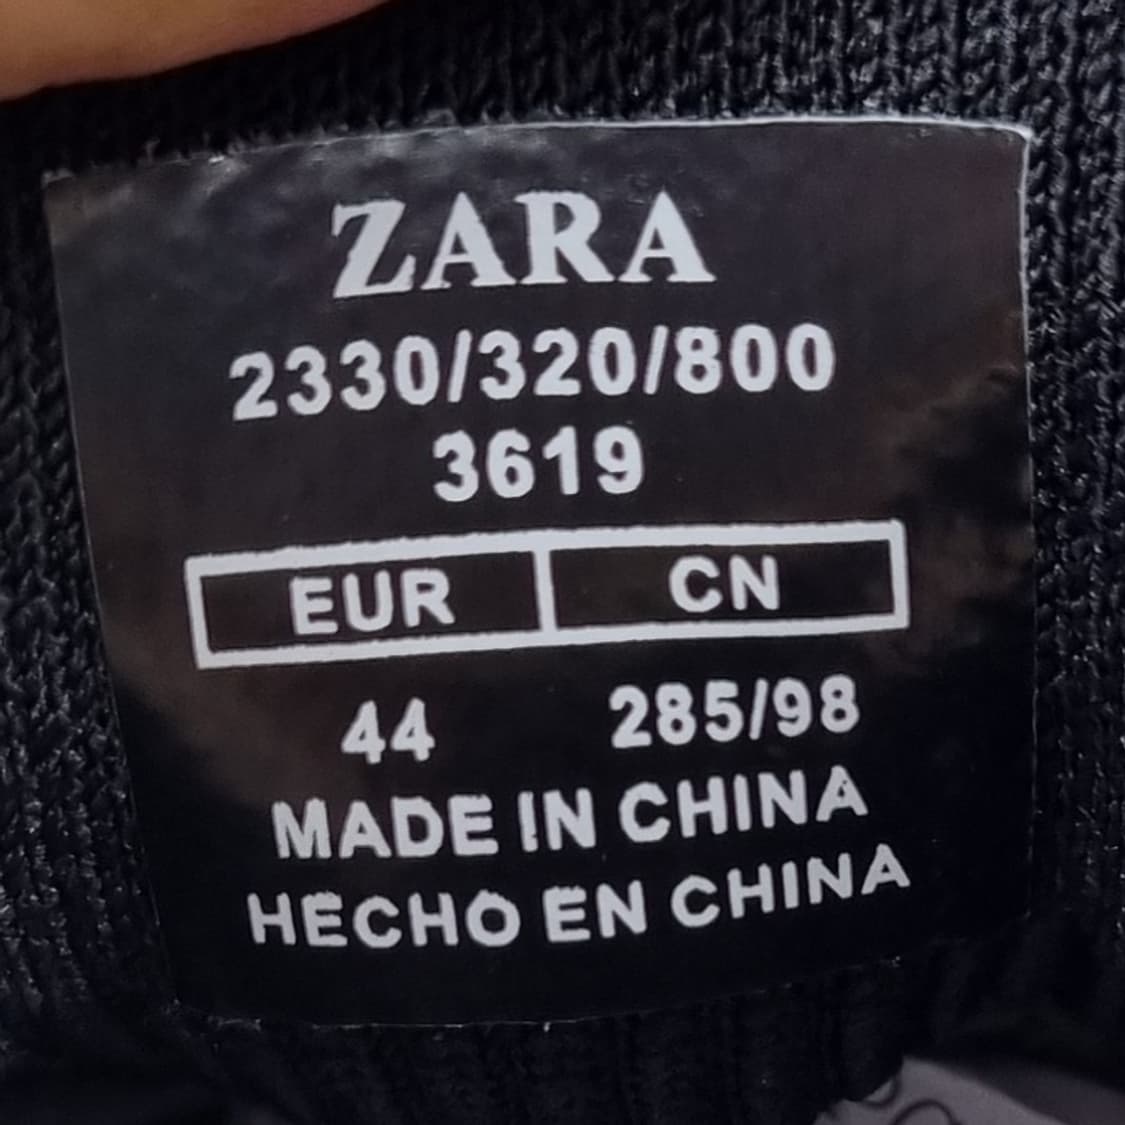 ZARA
2330/320/800
3619
EUR CN
44 285/98
MADE IN CHINA
HECHO EN CHINA